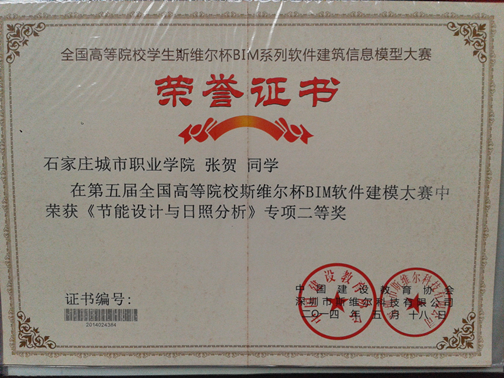 全国高等院校学生斯维尔杯BIM系列软件建筑信息模型大赛
荣誉证书
石家庄城市职业学院 张贺 同学
在第五届全国高等院校斯维尔杯BIM软件建模大赛中
荣获《节能设计与日照分析》专项二等奖
中国建设教育协会
深圳市斯维尔科技有限公司
二〇一四年五月十八日
证书编号:
2014024384